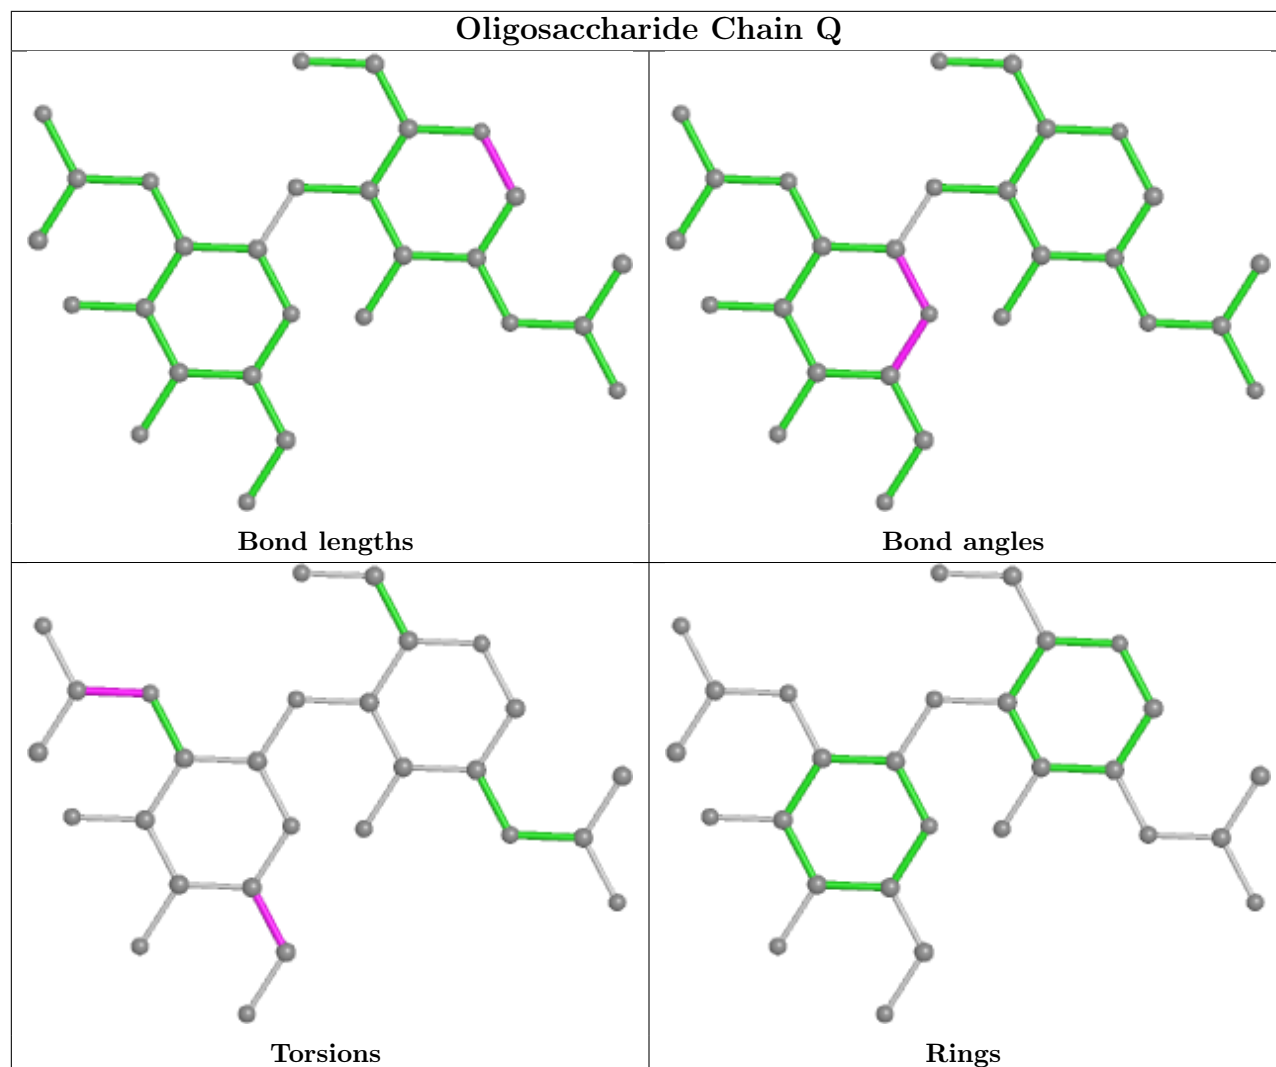 Oligosaccharide Chain Q
Bond lengths
Bond angles
Torsions
Rings